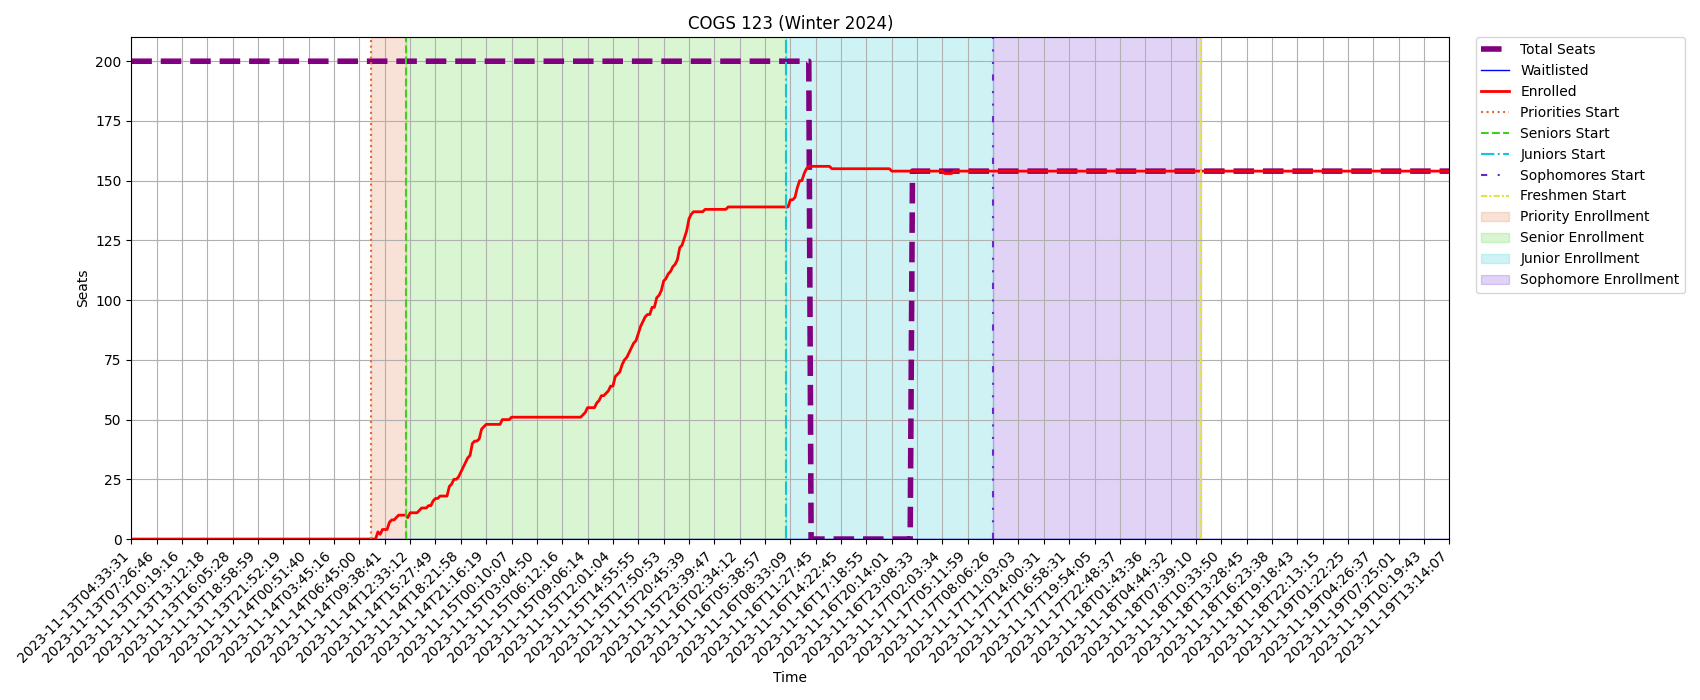 COGS 123 (Winter 2024)
Seats
200
175
150
125
100
75
50
25
0
2023-11-13T04:33:31
2023-11-13T07:26:46
2023-11-13T10:19:16
2023-11-13T13:12:18
2023-11-13T16:05:28
2023-11-13T18:58:59
2023-11-13T21:52:19
2023-11-14T00:51:40
2023-11-14T03:45:16
2023-11-14T06:45:00
2023-11-14T09:38:41
2023-11-14T12:33:12
2023-11-14T15:27:49
2023-11-14T18:21:58
2023-11-14T21:16:19
2023-11-15T00:10:07
2023-11-15T03:04:50
2023-11-15T06:12:16
2023-11-15T09:06:14
2023-11-15T12:01:04
2023-11-15T14:55:55
2023-11-15T17:50:53
2023-11-15T20:45:39
2023-11-15T23:39:47
2023-11-16T02:34:12
2023-11-16T05:38:57
2023-11-16T08:33:09
2023-11-16T11:27:45
2023-11-16T14:22:45
2023-11-16T17:18:55
2023-11-16T20:14:01
2023-11-16T23:08:33
2023-11-17T02:03:34
2023-11-17T05:11:59
2023-11-17T08:06:26
2023-11-17T11:03:03
2023-11-17T14:00:31
2023-11-17T16:58:31
2023-11-17T19:54:05
2023-11-17T22:48:37
2023-11-18T01:43:36
2023-11-18T04:44:32
2023-11-18T07:39:10
2023-11-18T10:33:50
2023-11-18T13:28:45
2023-11-18T16:23:38
2023-11-18T19:18:43
2023-11-18T22:13:15
2023-11-19T01:22:25
2023-11-19T04:26:37
2023-11-19T07:25:01
2023-11-19T10:19:43
2023-11-19T13:14:07
Time
Total Seats
Waitlisted
Enrolled
Priorities Start
Seniors Start
Juniors Start
Sophomores Start
Freshmen Start
Priority Enrollment
Senior Enrollment
Junior Enrollment
Sophomore Enrollment